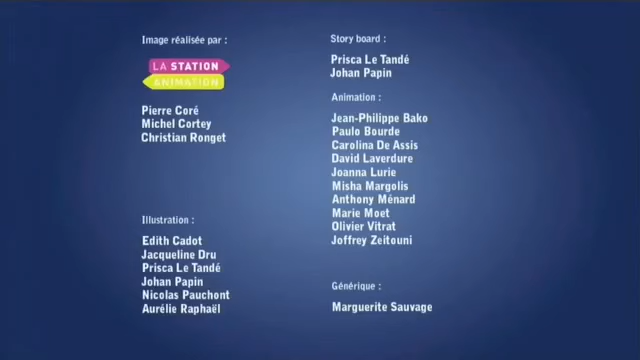 Image réalisée par :
LA STATION
ANIMATION
Pierre Coré
Michel Cortey
Christian Ronget
Illustration :
Edith Cadot
Jacqueline Dru
Prisca Le Tandé
Johan Papin
Nicolas Pauchont
Aurélie Raphaël
Story board :
Prisca Le Tandé
Johan Papin
Animation :
Jean-Philippe Bako
Paulo Bourde
Carolina De Assis
David Laverdure
Joanna Lurie
Misha Margolis
Anthony Ménard
Marie Moet
Olivier Vitrat
Joffrey Zeitouni
Générique :
Marguerite Sauvage